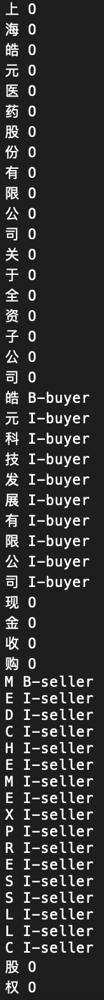 上 O
海 O
皓 O
元 O
医 O
药 O
股 O
份 O
有 O
限 O
公 O
司 O
关 O
于 O
全 O
资 O
子 O
公 O
司 O
皓 B-buyer
元 I-buyer
科 I-buyer
技 I-buyer
发 I-buyer
展 I-buyer
有 I-buyer
限 I-buyer
公 I-buyer
司 I-buyer
现 O
金 O
收 O
购 O
M B-seller
E I-seller
D I-seller
C I-seller
H I-seller
E I-seller
M I-seller
E I-seller
X I-seller
P I-seller
R I-seller
E I-seller
S I-seller
S I-seller
L I-seller
L I-seller
C I-seller
股 O
权 O